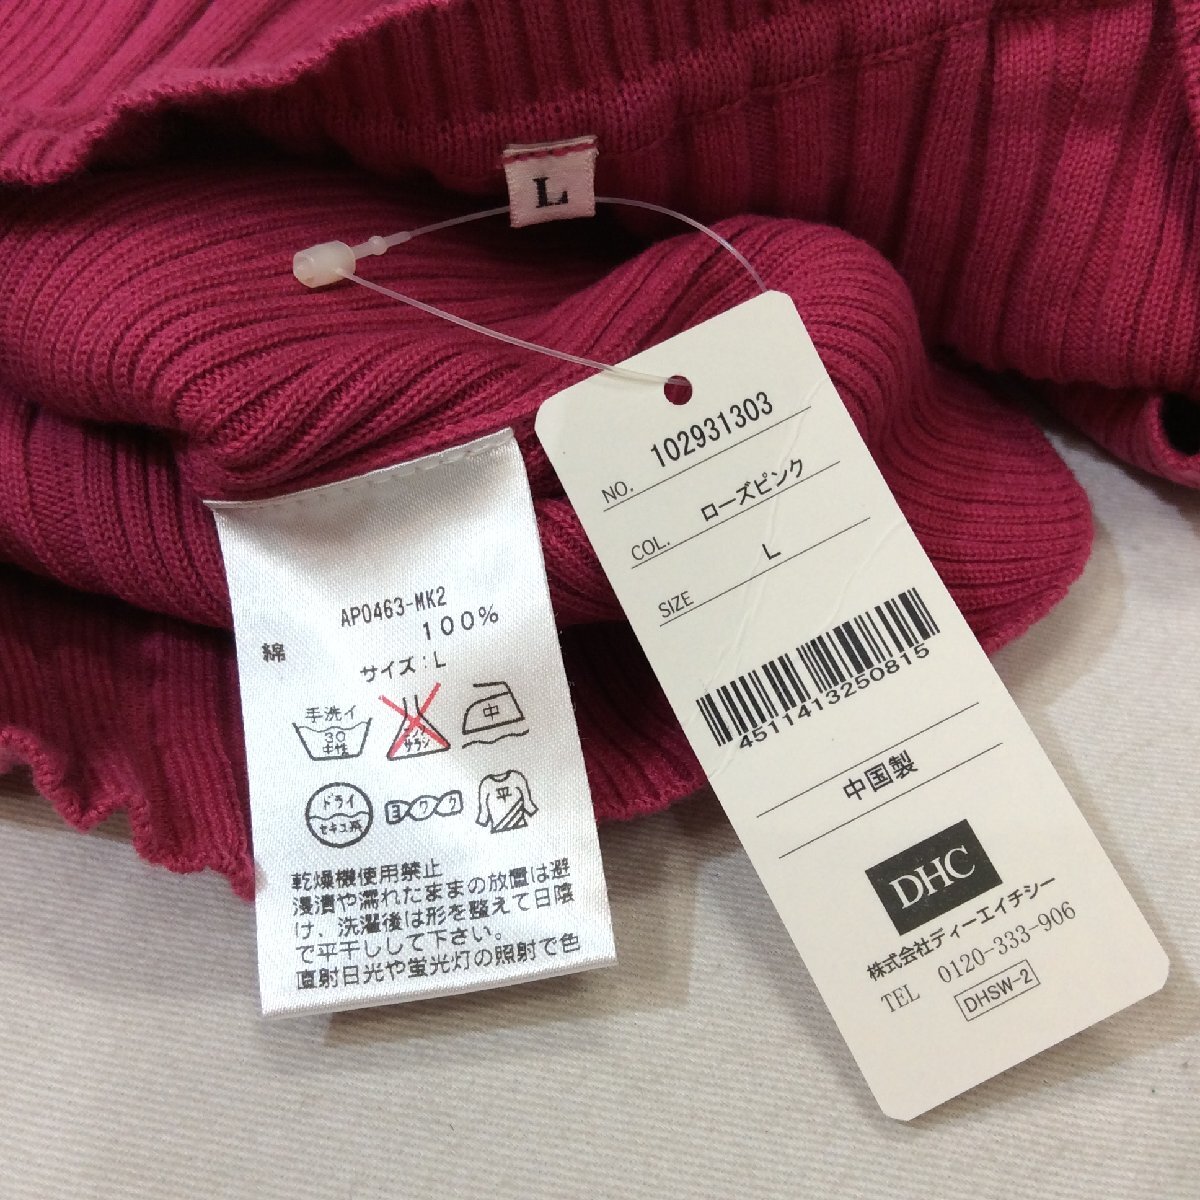 L
AP0463-MK2
綿 100%
サイズ:L
手洗イ
30
中性
サラシ
中
ドライ
セキユ系
ヨワク
平
乾燥機使用禁止
浸漬や濡れたままの放置は避
け、洗濯後は形を整えて日陰
で平干しして下さい。
直射日光や蛍光灯の照射で色
NO. 102931303
COL. ローズピンク
SIZE L
4511413250815
中国製
DHC
株式会社ディーエイチシー
TEL 0120-333-906
DHSW-2